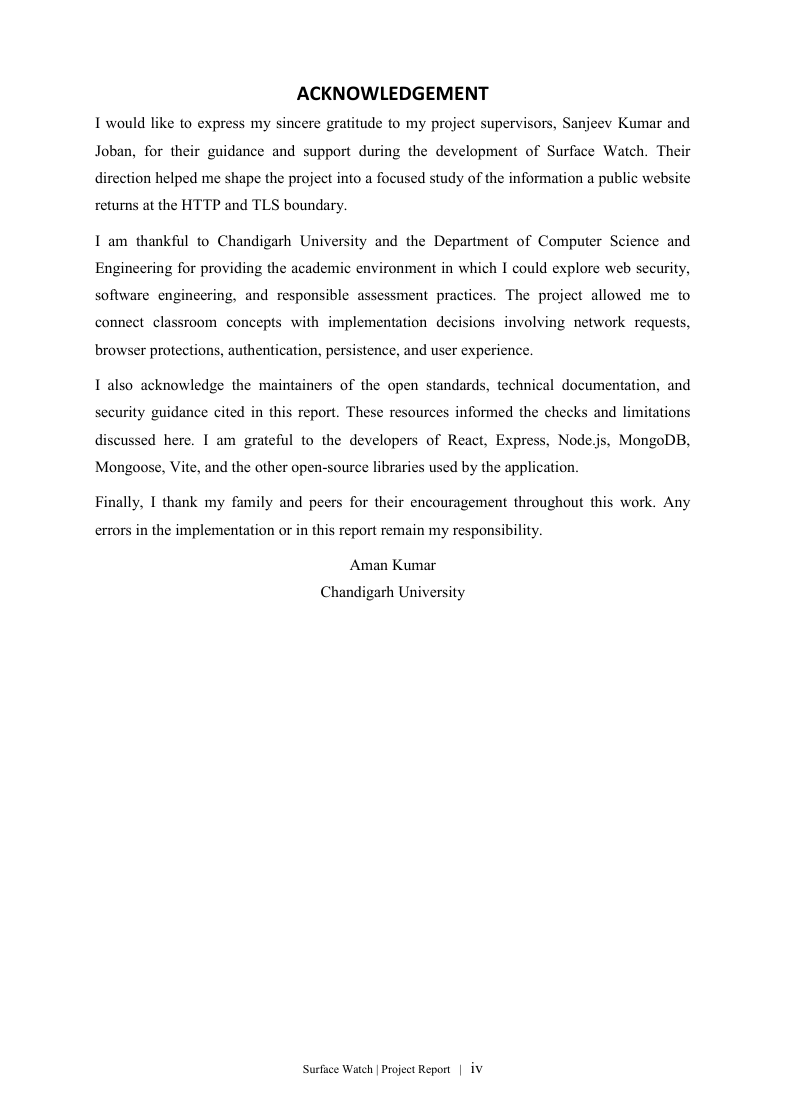 ACKNOWLEDGEMENT
I would like to express my sincere gratitude to my project supervisors, Sanjeev Kumar and
Joban, for their guidance and support during the development of Surface Watch. Their
direction helped me shape the project into a focused study of the information a public website
returns at the HTTP and TLS boundary.
I am thankful to Chandigarh University and the Department of Computer Science and
Engineering for providing the academic environment in which I could explore web security,
software engineering, and responsible assessment practices. The project allowed me to
connect classroom concepts with implementation decisions involving network requests,
browser protections, authentication, persistence, and user experience.
I also acknowledge the maintainers of the open standards, technical documentation, and
security guidance cited in this report. These resources informed the checks and limitations
discussed here. I am grateful to the developers of React, Express, Node.js, MongoDB,
Mongoose, Vite, and the other open-source libraries used by the application.
Finally, I thank my family and peers for their encouragement throughout this work. Any
errors in the implementation or in this report remain my responsibility.
Aman Kumar
Chandigarh University
Surface Watch | Project Report | iv